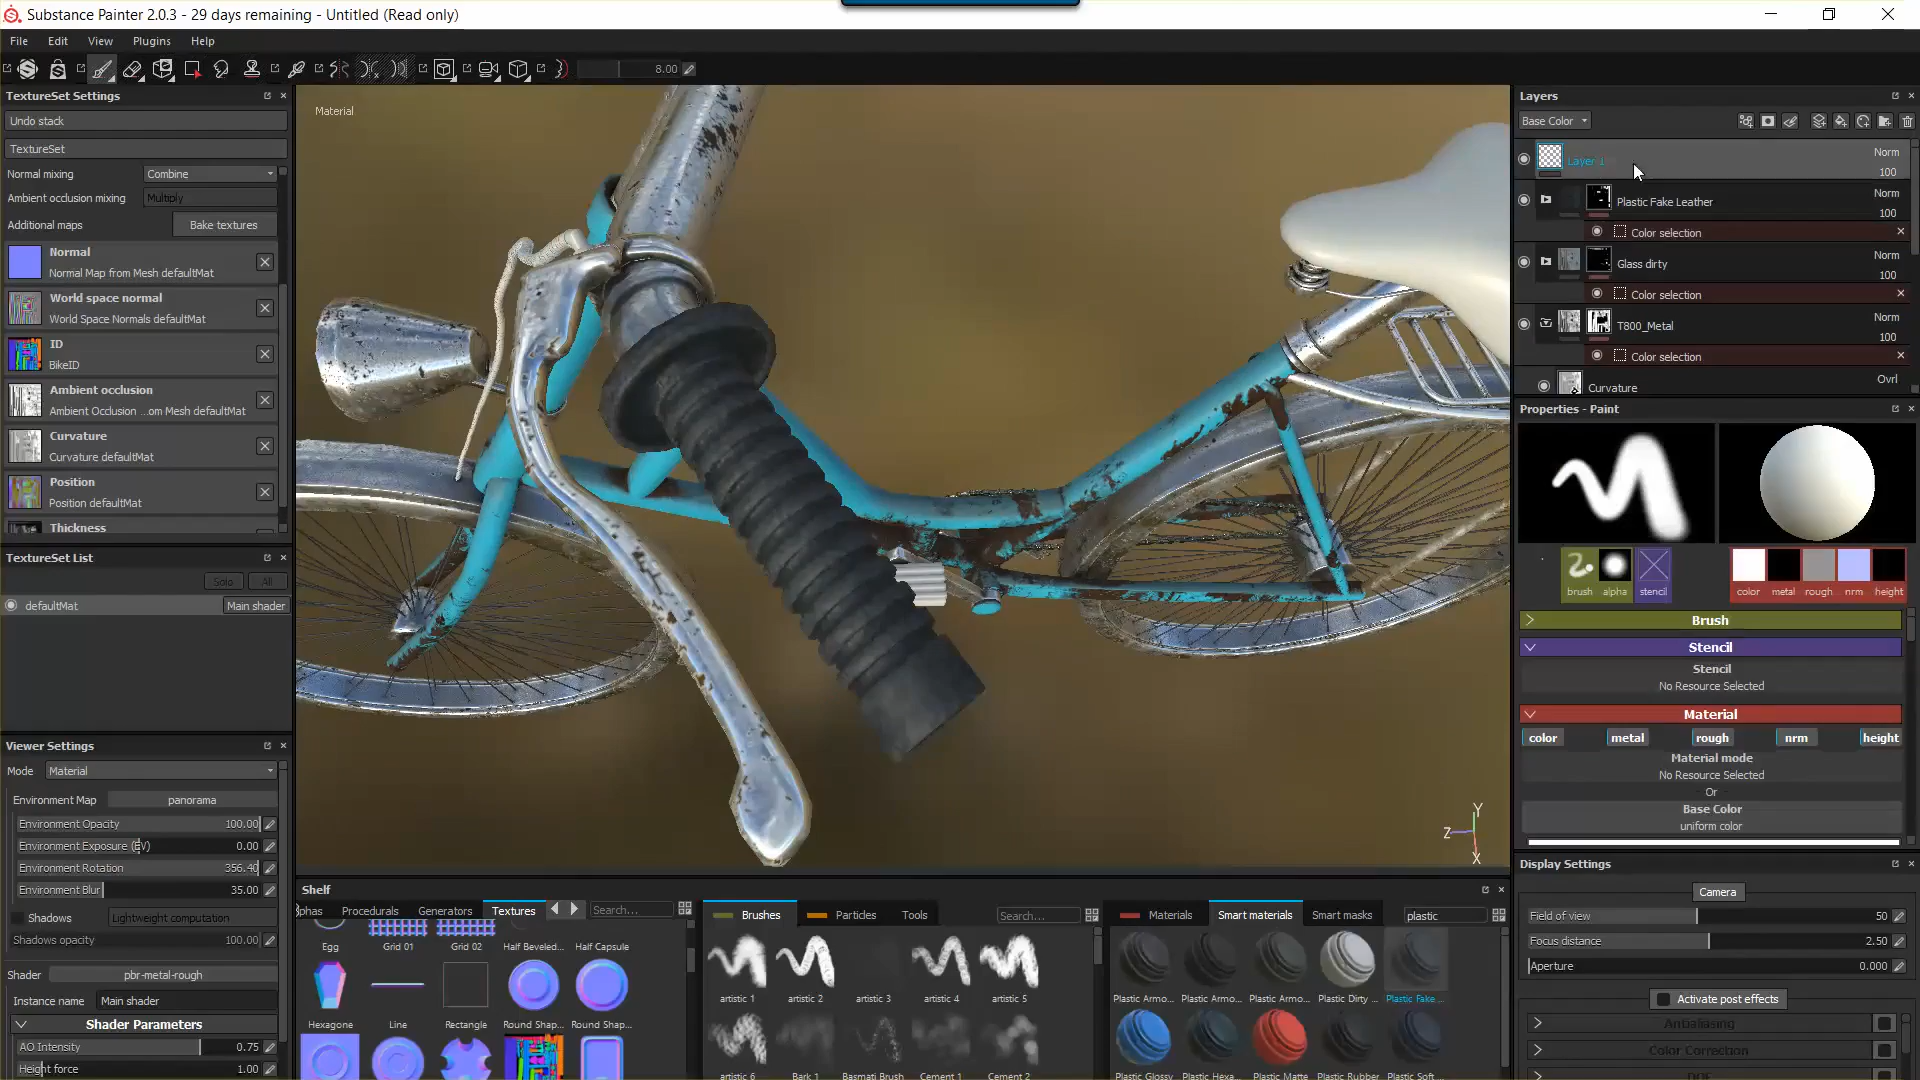 Substance Painter 2.0.3 - 29 days remaining - Untitled (Read only)
File Edit View Plugins Help
8.00
TextureSet Settings
Undo stack
TextureSet
Normal mixing Combine
Ambient occlusion mixing Multiply
Additional maps Bake textures
Normal
Normal Map from Mesh defaultMat
World space normal
World Space Normals defaultMat
ID
BikeID
Ambient occlusion
Ambient Occlusion ...om Mesh defaultMat
Curvature
Curvature defaultMat
Position
Position defaultMat
Thickness
TextureSet List
Solo All
defaultMat Main shader
Viewer Settings
Mode Material
Environment Map panorama
Environment Opacity 100.00
Environment Exposure (EV) 0.00
Environment Rotation 356.40
Environment Blur 35.00
Shadows Lightweight computation
Shadows opacity 100.00
Shader pbr-metal-rough
Instance name Main shader
Shader Parameters
AO Intensity 0.75
Height force 1.00
Material
Y
Z
X
Shelf
phas Procedurals Generators Textures Search...
Egg Grid 01 Grid 02 Half Beveled... Half Capsule
Hexagone Line Rectangle Round Shap... Round Shap...
Brushes Particles Tools Search...
artistic 1 artistic 2 artistic 3 artistic 4 artistic 5
artistic 6 Bark 1 Basmati Brush Cement 1 Cement 2
Materials Smart materials Smart masks plastic
Plastic Armo... Plastic Armo... Plastic Armo... Plastic Dirty ... Plastic Fake ...
Plastic Glossy Plastic Hexa... Plastic Matte Plastic Rubber Plastic Soft ...
Layers
Base Color
Layer 1 Norm
100
Plastic Fake Leather Norm
100
Color selection
Glass dirty Norm
100
Color selection
T800_Metal Norm
100
Color selection
Curvature Ovrl
Properties - Paint
brush alpha stencil color metal rough nrm height
Brush
Stencil
Stencil
No Resource Selected
Material
color metal rough nrm height
Material mode
No Resource Selected
Or
Base Color
uniform color
Display Settings
Camera
Field of view 50
Focus distance 2.50
Aperture 0.000
Activate post effects
Antialiasing
Color Correction
DOF